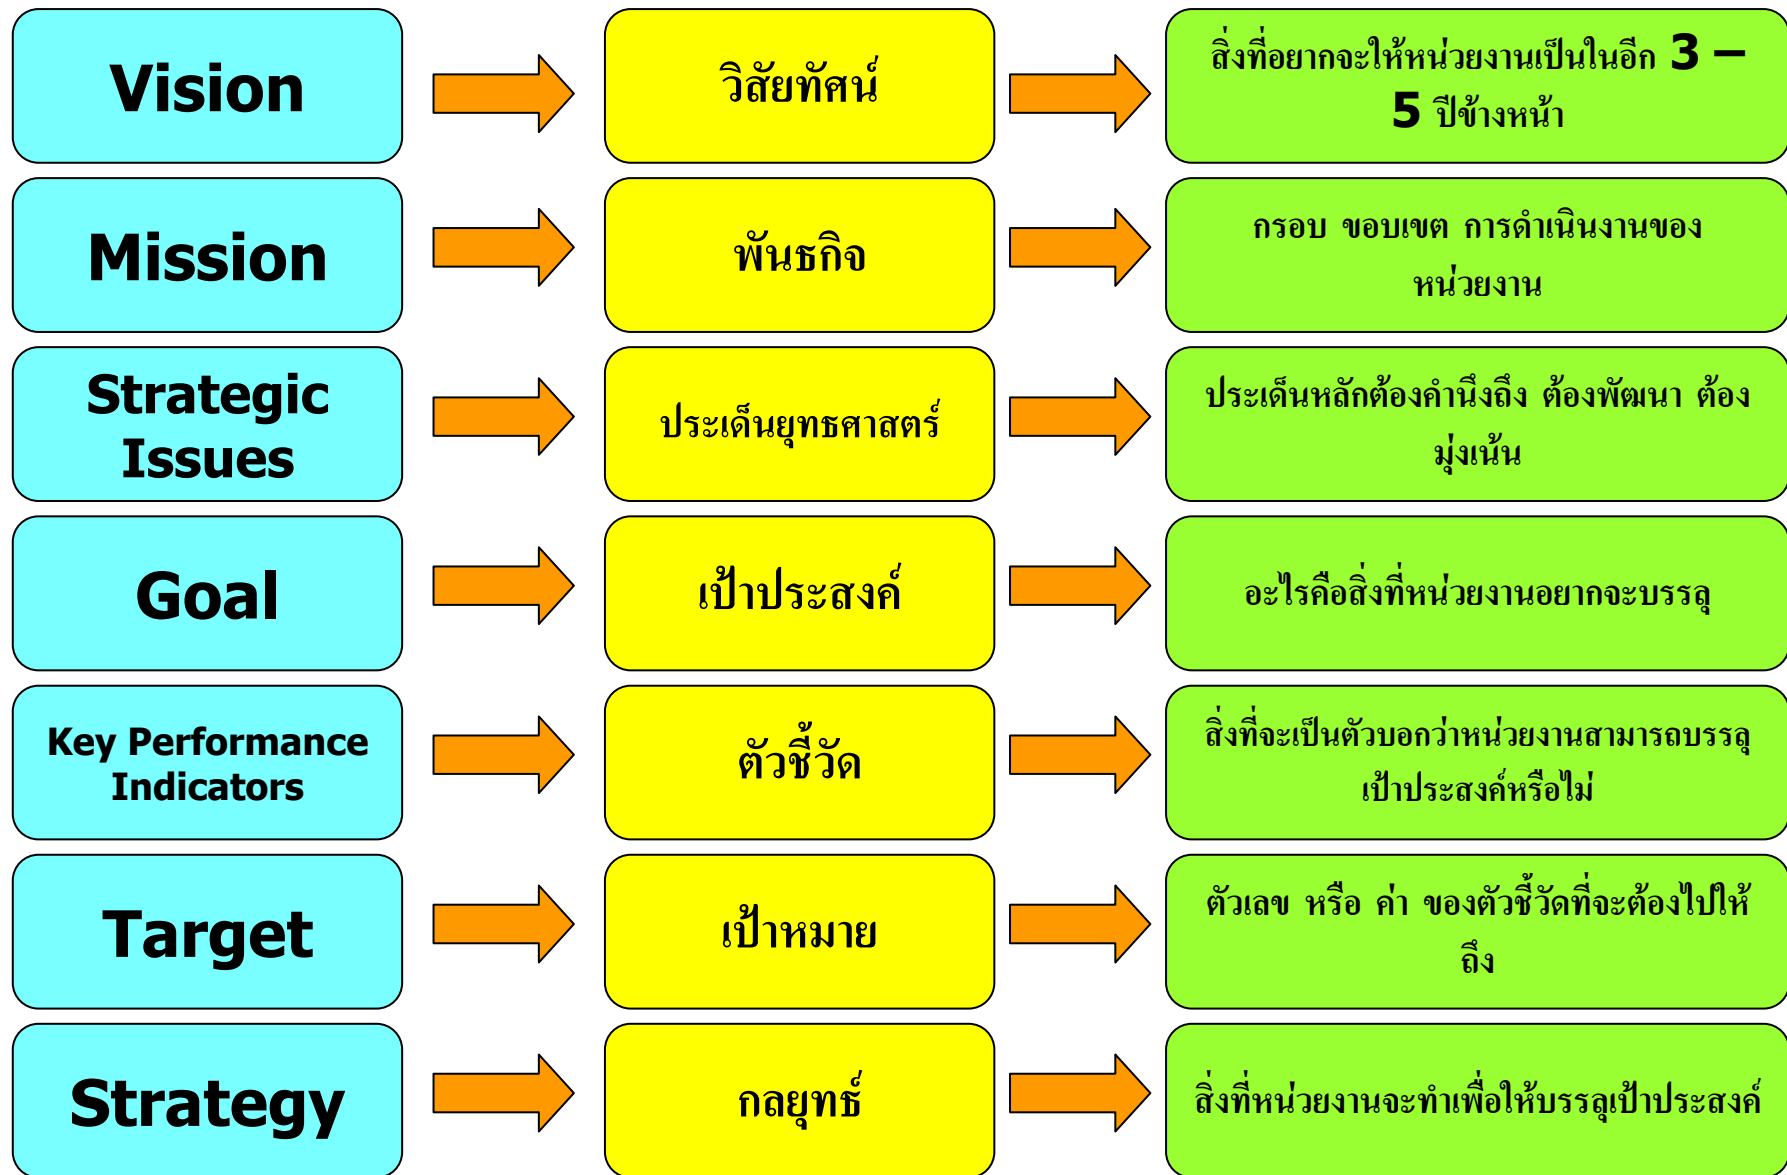 Vision
วิสัยทัศน์
สิ่งที่อยากจะให้หน่วยงานเป็นในอีก 3 –
5 ปีข้างหน้า
Mission
พันธกิจ
กรอบ ขอบเขต การดำเนินงานของ
หน่วยงาน
Strategic
Issues
ประเด็นยุทธศาสตร์
ประเด็นหลักต้องคำนึงถึง ต้องพัฒนา ต้อง
มุ่งเน้น
Goal
เป้าประสงค์
อะไรคือสิ่งที่หน่วยงานอยากจะบรรลุ
Key Performance
Indicators
ตัวชี้วัด
สิ่งที่จะเป็นตัวบอกว่าหน่วยงานสามารถบรรลุ
เป้าประสงค์หรือไม่
Target
เป้าหมาย
ตัวเลข หรือ ค่า ของตัวชี้วัดที่จะต้องไปให้
ถึง
Strategy
กลยุทธ์
สิ่งที่หน่วยงานจะทำเพื่อให้บรรลุเป้าประสงค์